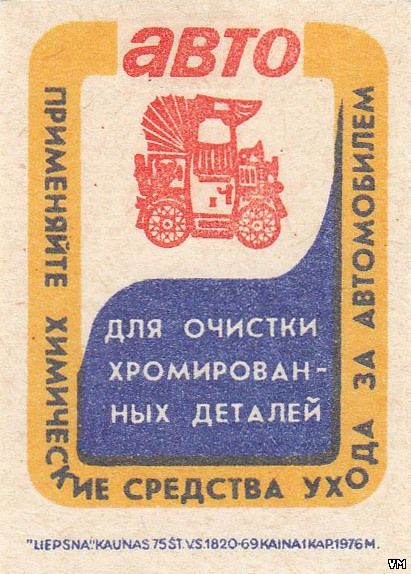 авто
ПРИМЕНЯЙТЕ ХИМИЧЕСКИЕ СРЕДСТВА УХОДА ЗА АВТОМОБИЛЕМ
ДЛЯ ОЧИСТКИ
ХРОМИРОВАН-
НЫХ ДЕТАЛЕЙ
"LIEPSNA". KAUNAS 75 ŠT. V.S. 1820-69 KAINA 1 KAP. 1976 M.
VM